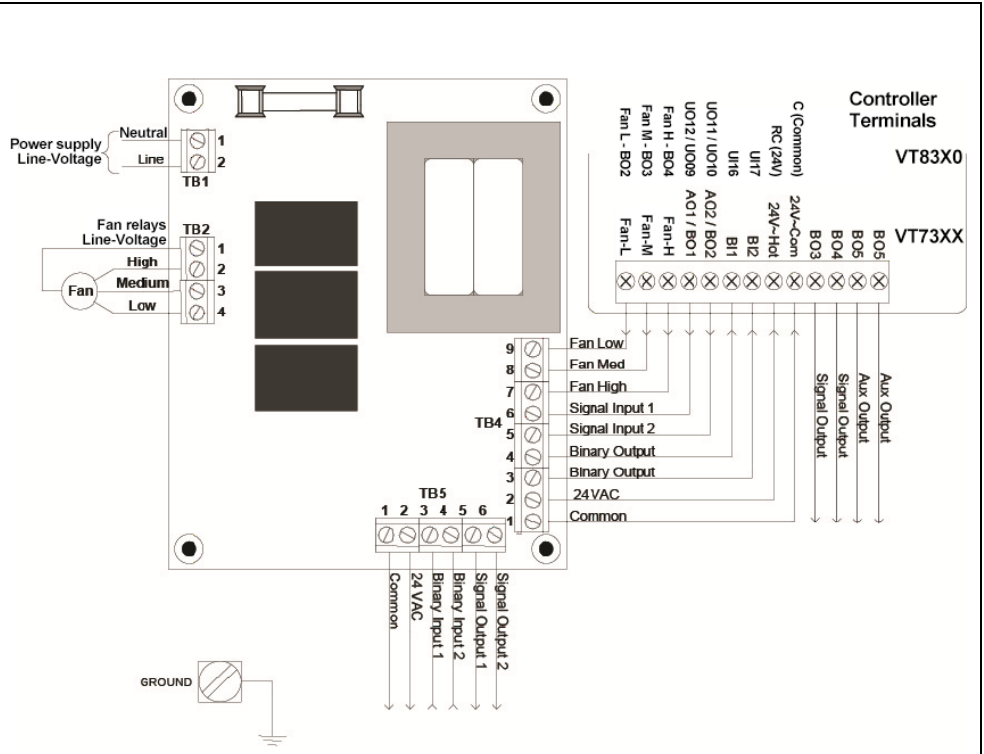 Controller
Terminals
VT83X0
VT73XX
Fan L - BO2
Fan M - BO3
Fan H - BO4
UO12 / UO09
UO11 / UO10
UI16
UI17
RC (24V)
C (Common)
Fan-L
Fan-M
Fan-H
AO1 / BO1
AO2 / BO2
BI1
BI2
24V~Hot
24V~Com
BO3
BO4
BO5
BO5
Power supply
Line-Voltage
Neutral
1
Line
2
TB1
Fan relays
Line-Voltage
TB2
1
High
2
Fan
Medium
3
Low
4
9
Fan Low
8
Fan Med
7
Fan High
6
Signal Input 1
TB4
5
Signal Input 2
4
Binary Output
3
Binary Output
2
24VAC
1
Common
Signal Output
Signal Output
Aux Output
Aux Output
TB5
1 2 3 4 5 6
Common
24 VAC
Binary Input 1
Binary Input 2
Signal Output 1
Signal Output 2
GROUND